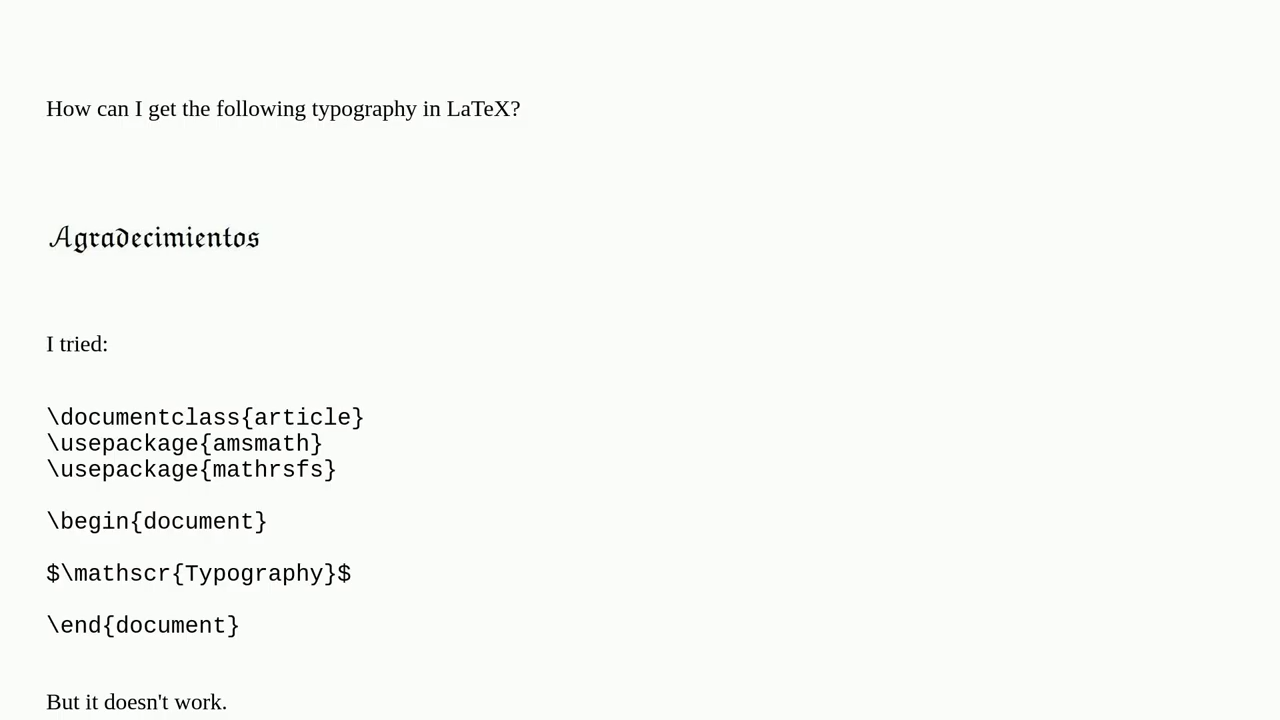 How can I get the following typography in LaTeX?
Agradecimientos
I tried:
\documentclass{article}
\usepackage{amsmath}
\usepackage{mathrsfs}
\begin{document}
$\mathscr{Typography}$
\end{document}
But it doesn't work.